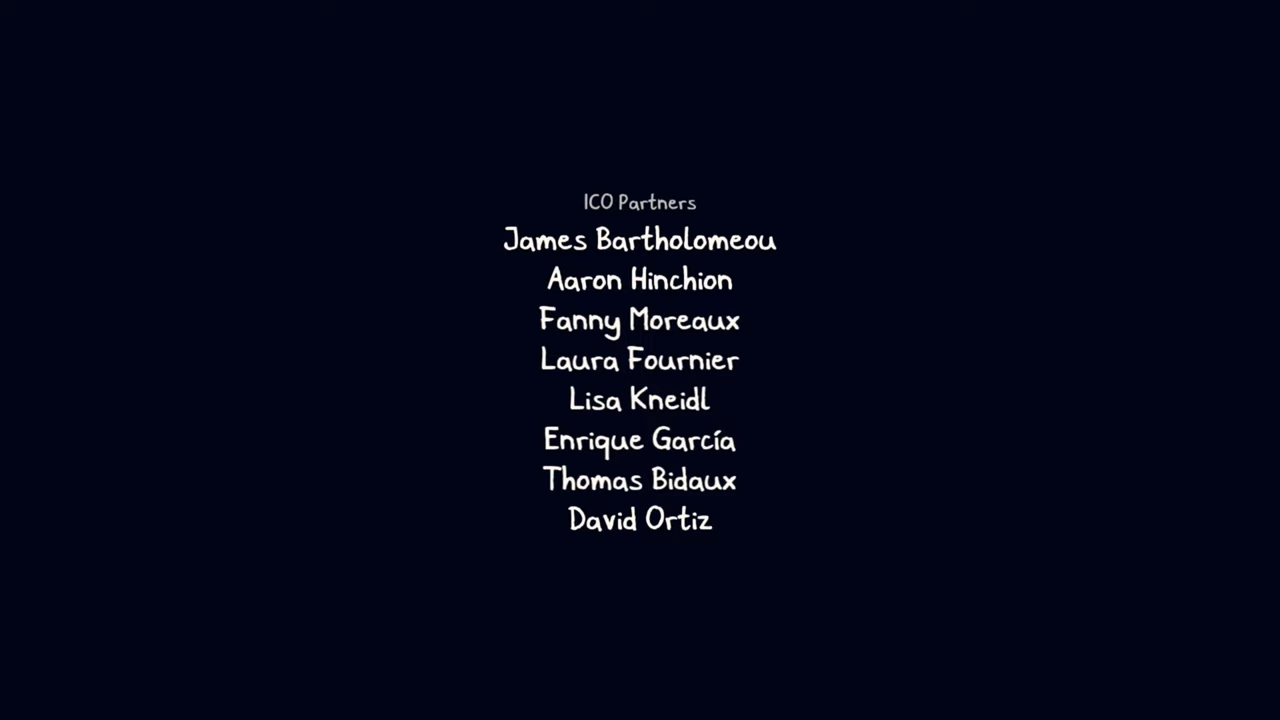 ICO Partners
James Bartholomeou
Aaron Hinchion
Fanny Moreaux
Laura Fournier
Lisa Kneidl
Enrique García
Thomas Bidaux
David Ortiz